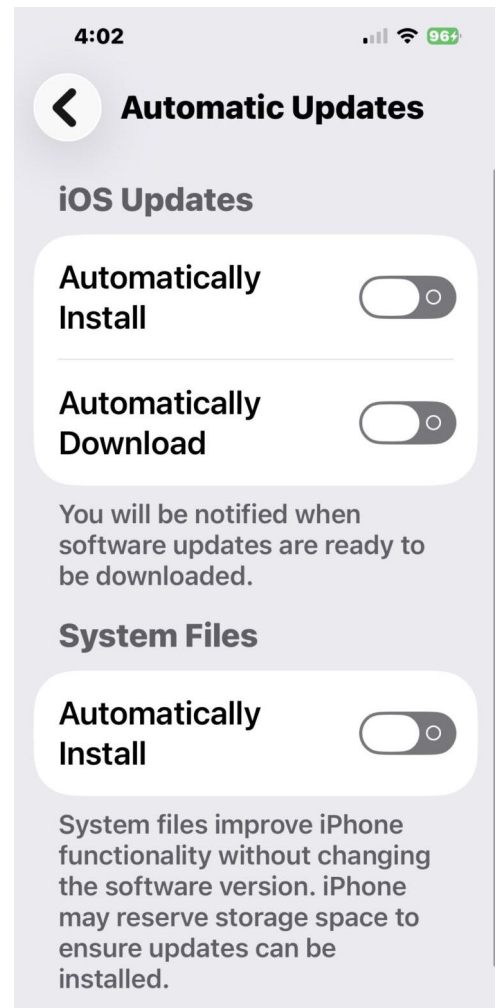 4:02
96
Automatic Updates
iOS Updates
Automatically
Install
Automatically
Download
You will be notified when
software updates are ready to
be downloaded.
System Files
Automatically
Install
System files improve iPhone
functionality without changing
the software version. iPhone
may reserve storage space to
ensure updates can be
installed.